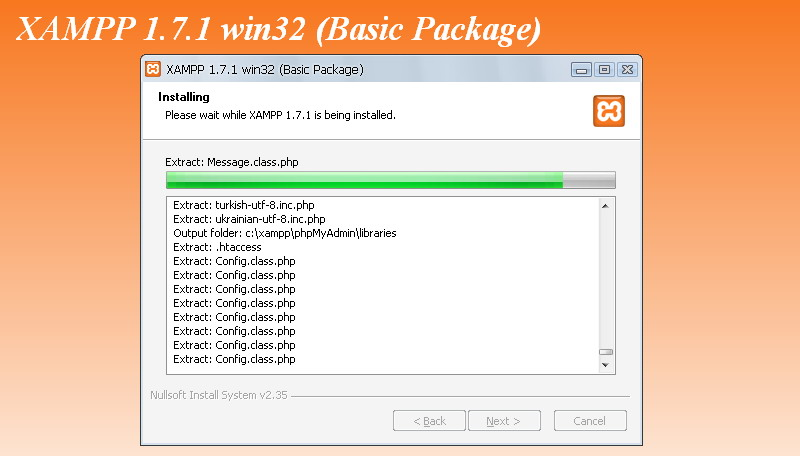 XAMPP 1.7.1 win32 (Basic Package)
XAMPP 1.7.1 win32 (Basic Package)
Installing
Please wait while XAMPP 1.7.1 is being installed.
Extract: Message.class.php
Extract: turkish-utf-8.inc.php
Extract: ukrainian-utf-8.inc.php
Output folder: c:\xampp\phpMyAdmin\libraries
Extract: .htaccess
Extract: Config.class.php
Extract: Config.class.php
Extract: Config.class.php
Extract: Config.class.php
Extract: Config.class.php
Extract: Config.class.php
Extract: Config.class.php
Extract: Config.class.php
Nullsoft Install System v2.35
< Back Next > Cancel